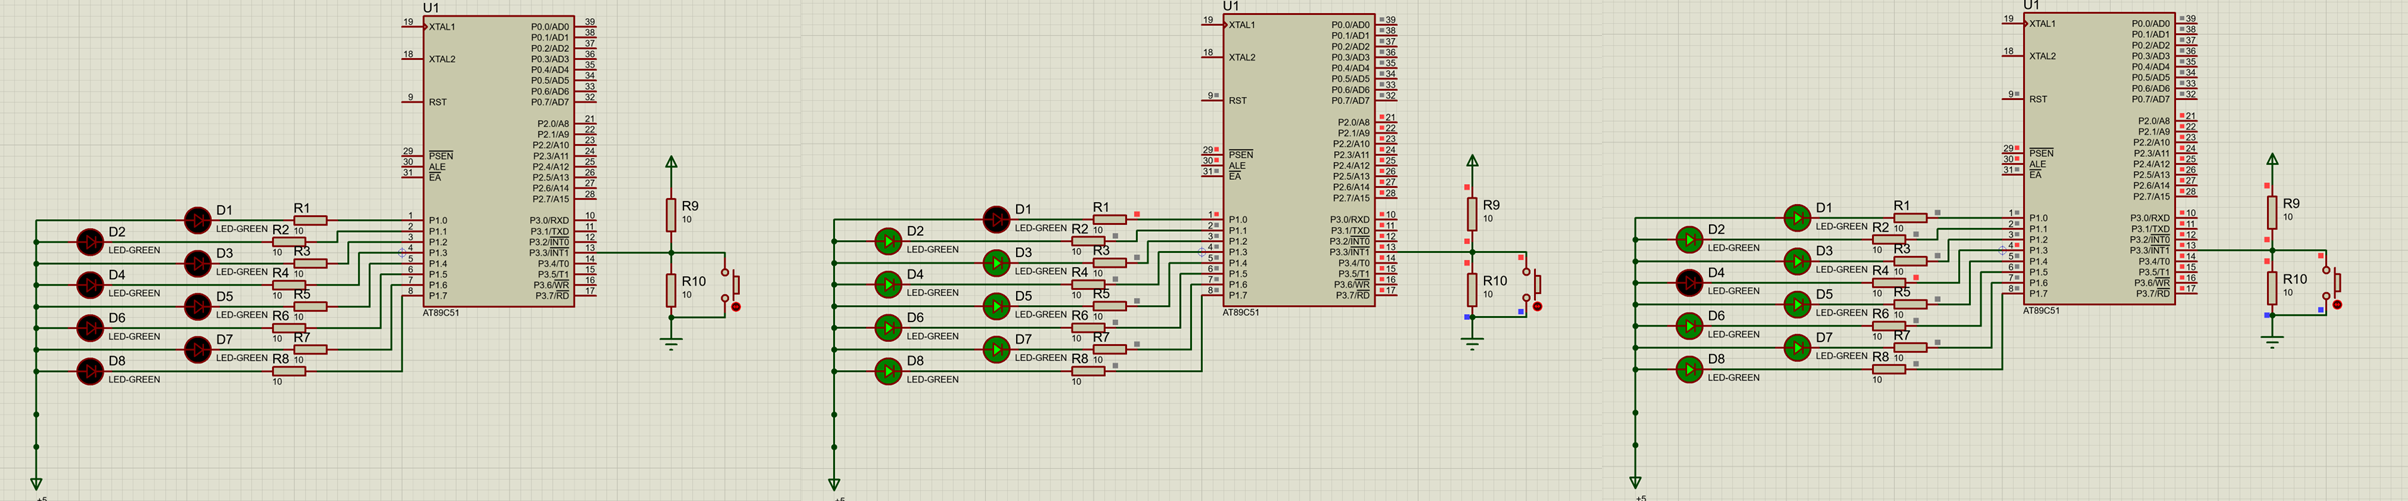 U1
19 XTAL1 P0.0/AD0 39
P0.1/AD1 38
P0.2/AD2 37
18 XTAL2 P0.3/AD3 36
P0.4/AD4 35
P0.5/AD5 34
P0.6/AD6 33
9 RST P0.7/AD7 32
P2.0/A8 21
P2.1/A9 22
P2.2/A10 23
29 PSEN P2.3/A11 24
30 ALE P2.4/A12 25
31 EA P2.5/A13 26
P2.6/A14 27
P2.7/A15 28
1 P1.0 P3.0/RXD 10
2 P1.1 P3.1/TXD 11
3 P1.2 P3.2/INT0 12
4 P1.3 P3.3/INT1 13
5 P1.4 P3.4/T0 14
6 P1.5 P3.5/T1 15
7 P1.6 P3.6/WR 16
8 P1.7 P3.7/RD 17
AT89C51
D1 LED-GREEN R1 10
D2 LED-GREEN R2 10
D3 LED-GREEN R3 10
D4 LED-GREEN R4 10
D5 LED-GREEN R5 10
D6 LED-GREEN R6 10
D7 LED-GREEN R7 10
D8 LED-GREEN R8 10
R9 10
R10 10
+5
U1
19 XTAL1 P0.0/AD0 39
P0.1/AD1 38
P0.2/AD2 37
18 XTAL2 P0.3/AD3 36
P0.4/AD4 35
P0.5/AD5 34
P0.6/AD6 33
9 RST P0.7/AD7 32
P2.0/A8 21
P2.1/A9 22
P2.2/A10 23
29 PSEN P2.3/A11 24
30 ALE P2.4/A12 25
31 EA P2.5/A13 26
P2.6/A14 27
P2.7/A15 28
1 P1.0 P3.0/RXD 10
2 P1.1 P3.1/TXD 11
3 P1.2 P3.2/INT0 12
4 P1.3 P3.3/INT1 13
5 P1.4 P3.4/T0 14
6 P1.5 P3.5/T1 15
7 P1.6 P3.6/WR 16
8 P1.7 P3.7/RD 17
AT89C51
D1 LED-GREEN R1 10
D2 LED-GREEN R2 10
D3 LED-GREEN R3 10
D4 LED-GREEN R4 10
D5 LED-GREEN R5 10
D6 LED-GREEN R6 10
D7 LED-GREEN R7 10
D8 LED-GREEN R8 10
R9 10
R10 10
+5
U1
19 XTAL1 P0.0/AD0 39
P0.1/AD1 38
P0.2/AD2 37
18 XTAL2 P0.3/AD3 36
P0.4/AD4 35
P0.5/AD5 34
P0.6/AD6 33
9 RST P0.7/AD7 32
P2.0/A8 21
P2.1/A9 22
P2.2/A10 23
29 PSEN P2.3/A11 24
30 ALE P2.4/A12 25
31 EA P2.5/A13 26
P2.6/A14 27
P2.7/A15 28
1 P1.0 P3.0/RXD 10
2 P1.1 P3.1/TXD 11
3 P1.2 P3.2/INT0 12
4 P1.3 P3.3/INT1 13
5 P1.4 P3.4/T0 14
6 P1.5 P3.5/T1 15
7 P1.6 P3.6/WR 16
8 P1.7 P3.7/RD 17
AT89C51
D1 LED-GREEN R1 10
D2 LED-GREEN R2 10
D3 LED-GREEN R3 10
D4 LED-GREEN R4 10
D5 LED-GREEN R5 10
D6 LED-GREEN R6 10
D7 LED-GREEN R7 10
D8 LED-GREEN R8 10
R9 10
R10 10
+5